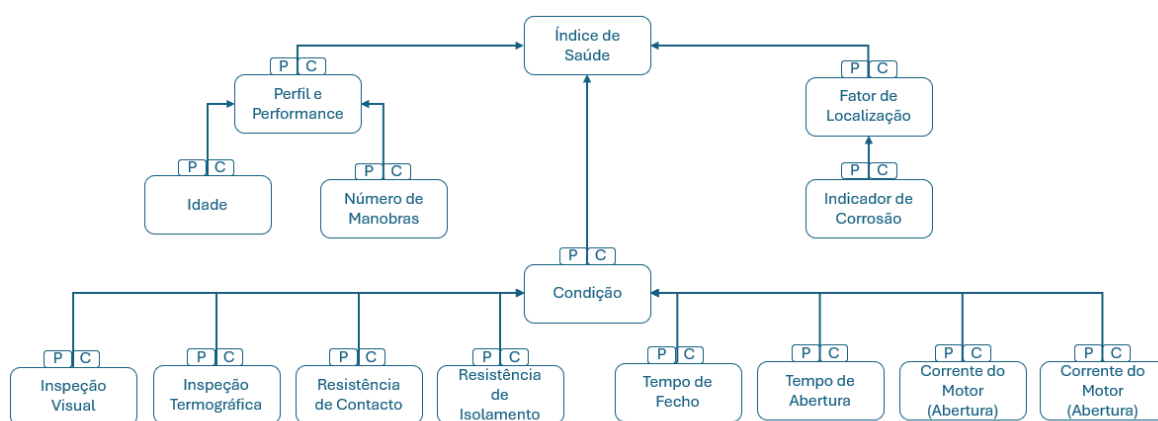 Índice de
Saúde
P C
P C
Perfil e
Performance
Fator de
Localização
P C
P C
P C
Idade
Número de
Manobras
Indicador de
Corrosão
P C
Condição
P C
P C
P C
P C
P C
P C
P C
P C
Inspeção
Visual
Inspeção
Termográfica
Resistência
de Contacto
Resistência
de
Isolamento
Tempo de
Fecho
Tempo de
Abertura
Corrente do
Motor
(Abertura)
Corrente do
Motor
(Abertura)